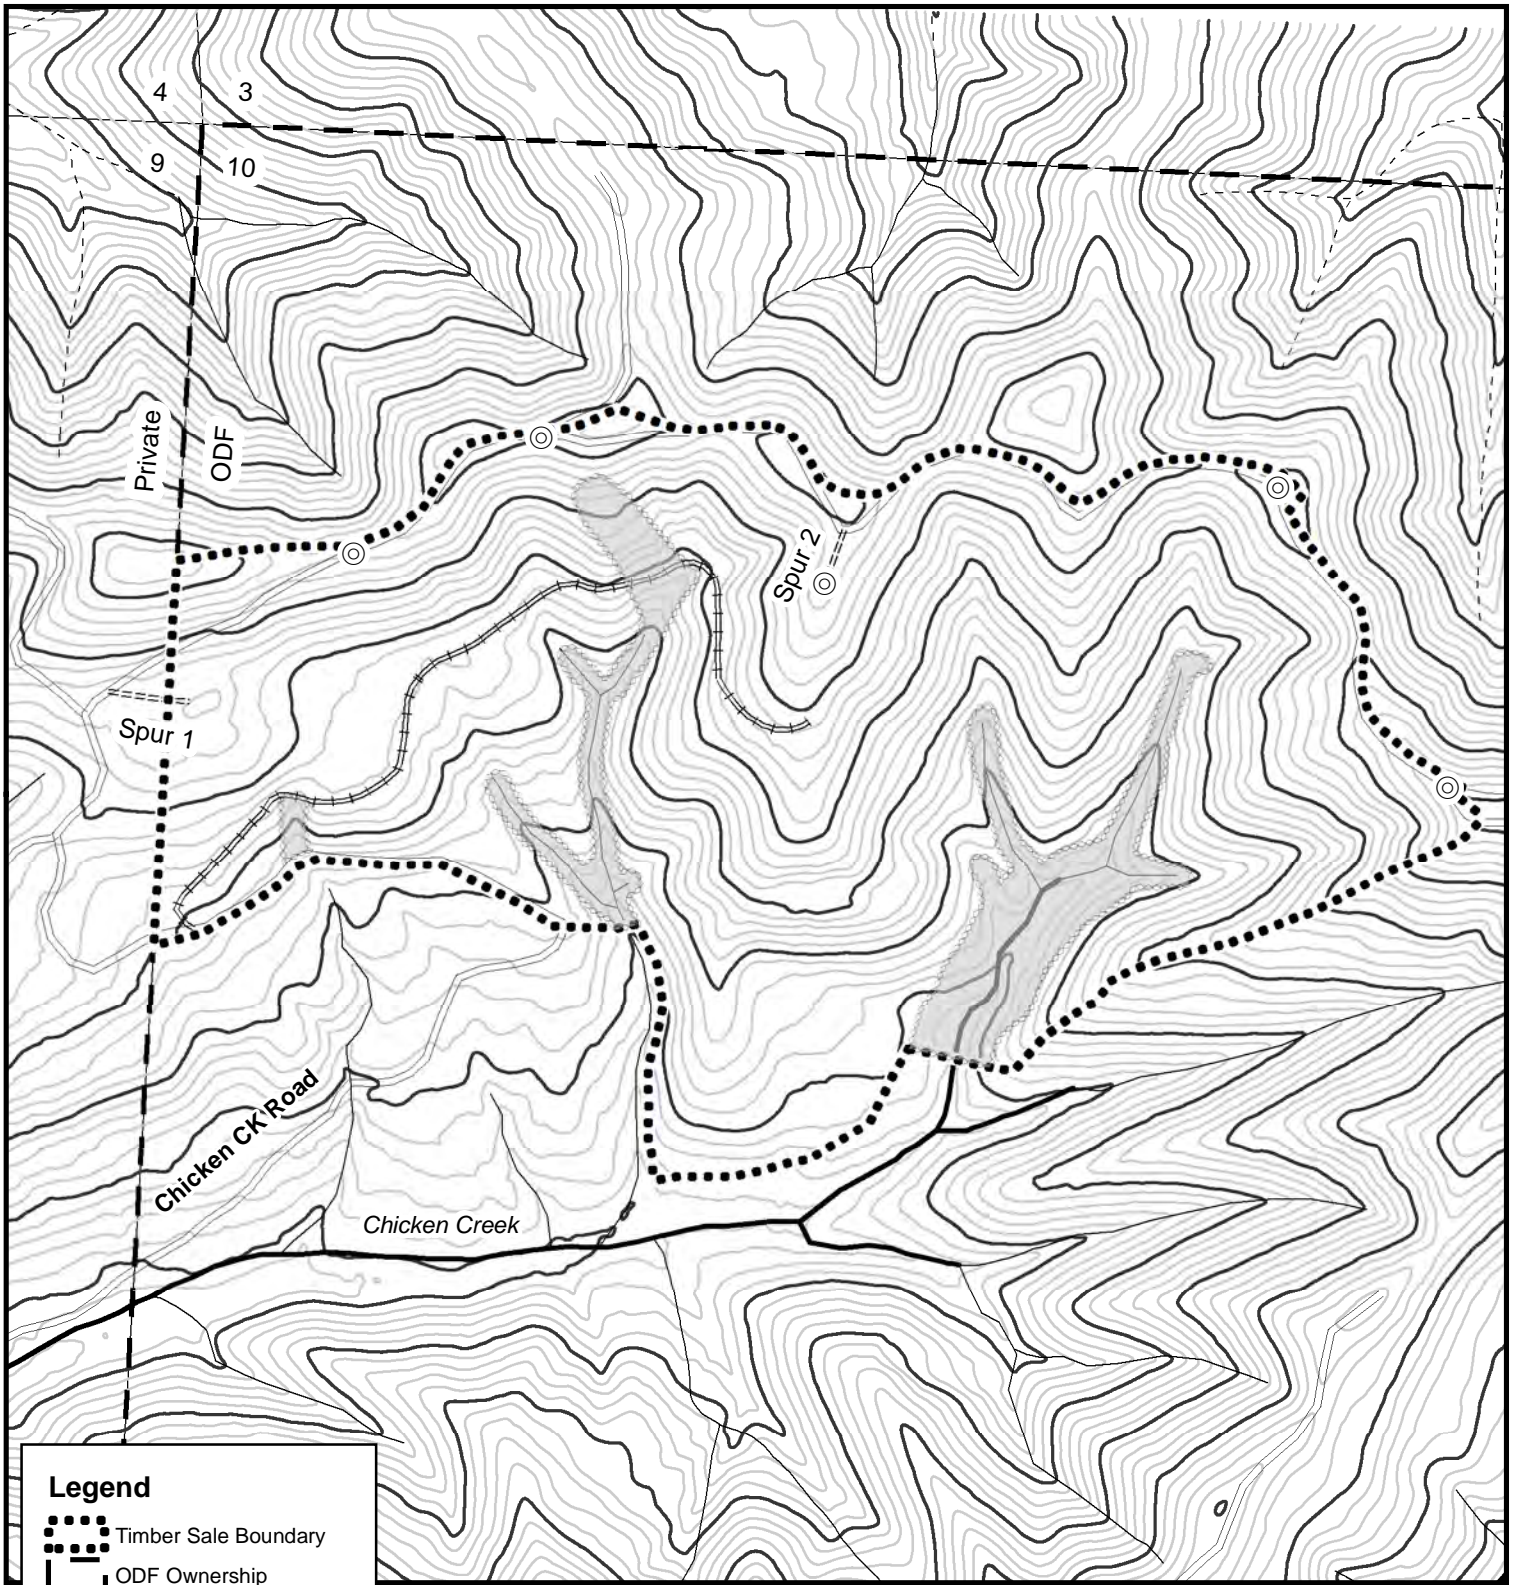 4
3
9
10
Private
ODF
Spur 2
Spur 1
Chicken CK Road
Chicken Creek
Legend
Timber Sale Boundary
ODF Ownership